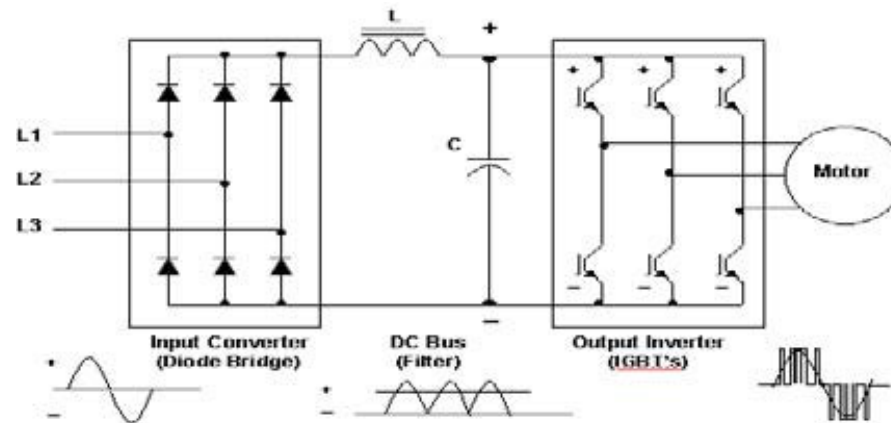 L
+
+ + +
L1
C
L2
Motor
L3
− − −
−
Input Converter
(Diode Bridge)
DC Bus
(Filter)
Output Inverter
(IGBT's)
+
−
+
−